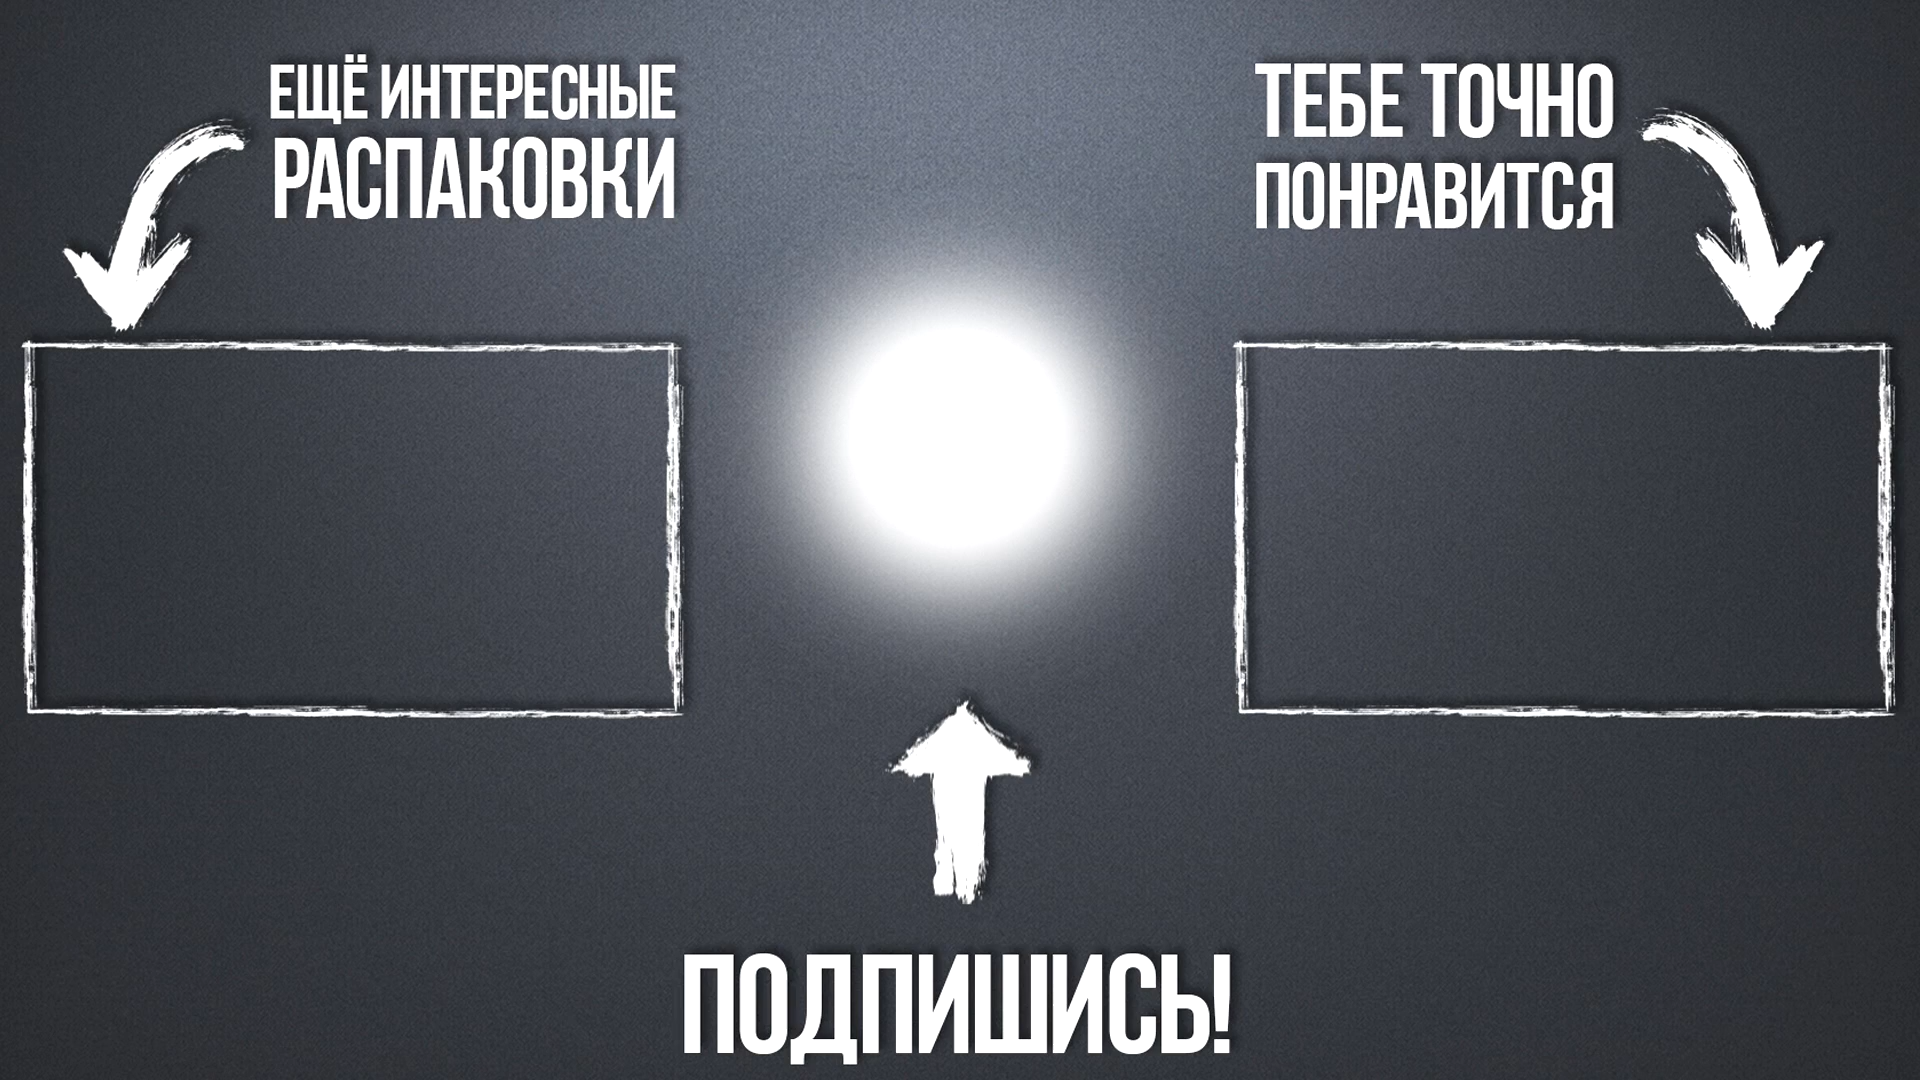 ЕЩЁ ИНТЕРЕСНЫЕ
РАСПАКОВКИ
ТЕБЕ ТОЧНО
ПОНРАВИТСЯ
ПОДПИШИСЬ!